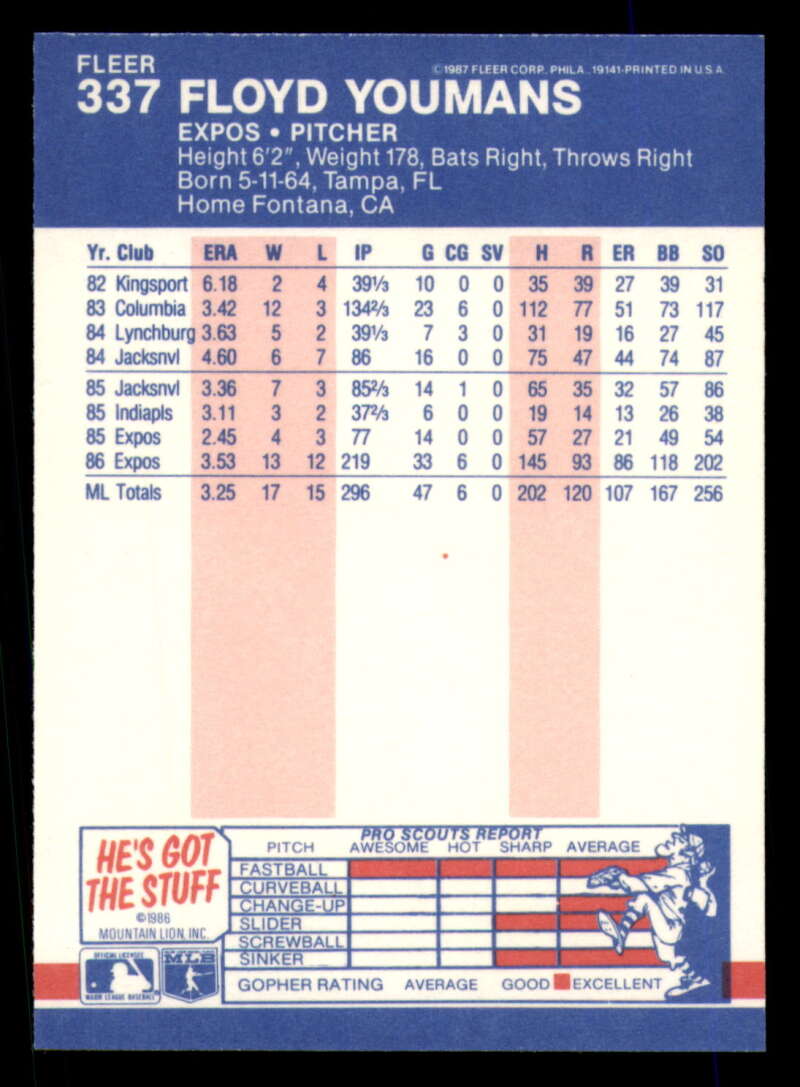 FLEER
©1987 FLEER CORP. PHILA., 19141-PRINTED IN U.S.A.
337 FLOYD YOUMANS
EXPOS • PITCHER
Height 6'2", Weight 178, Bats Right, Throws Right
Born 5-11-64, Tampa, FL
Home Fontana, CA
Yr. Club ERA W L IP G CG SV H R ER BB SO
82 Kingsport 6.18 2 4 39⅓ 10 0 0 35 39 27 39 31
83 Columbia 3.42 12 3 134⅔ 23 6 0 112 77 51 73 117
84 Lynchburg 3.63 5 2 39⅓ 7 3 0 31 19 16 27 45
84 Jacksnvl 4.60 6 7 86 16 0 0 75 47 44 74 87
85 Jacksnvl 3.36 7 3 85⅔ 14 1 0 65 35 32 57 86
85 Indiapls 3.11 3 2 37⅔ 6 0 0 19 14 13 26 38
85 Expos 2.45 4 3 77 14 0 0 57 27 21 49 54
86 Expos 3.53 13 12 219 33 6 0 145 93 86 118 202
ML Totals 3.25 17 15 296 47 6 0 202 120 107 167 256
HE'S GOT
THE STUFF
©1986
MOUNTAIN LION, INC.
PRO SCOUTS REPORT
PITCH AWESOME HOT SHARP AVERAGE
FASTBALL
CURVEBALL
CHANGE-UP
SLIDER
SCREWBALL
SINKER
GOPHER RATING AVERAGE GOOD EXCELLENT
OFFICIAL LICENSEE
MAJOR LEAGUE BASEBALL
MLB